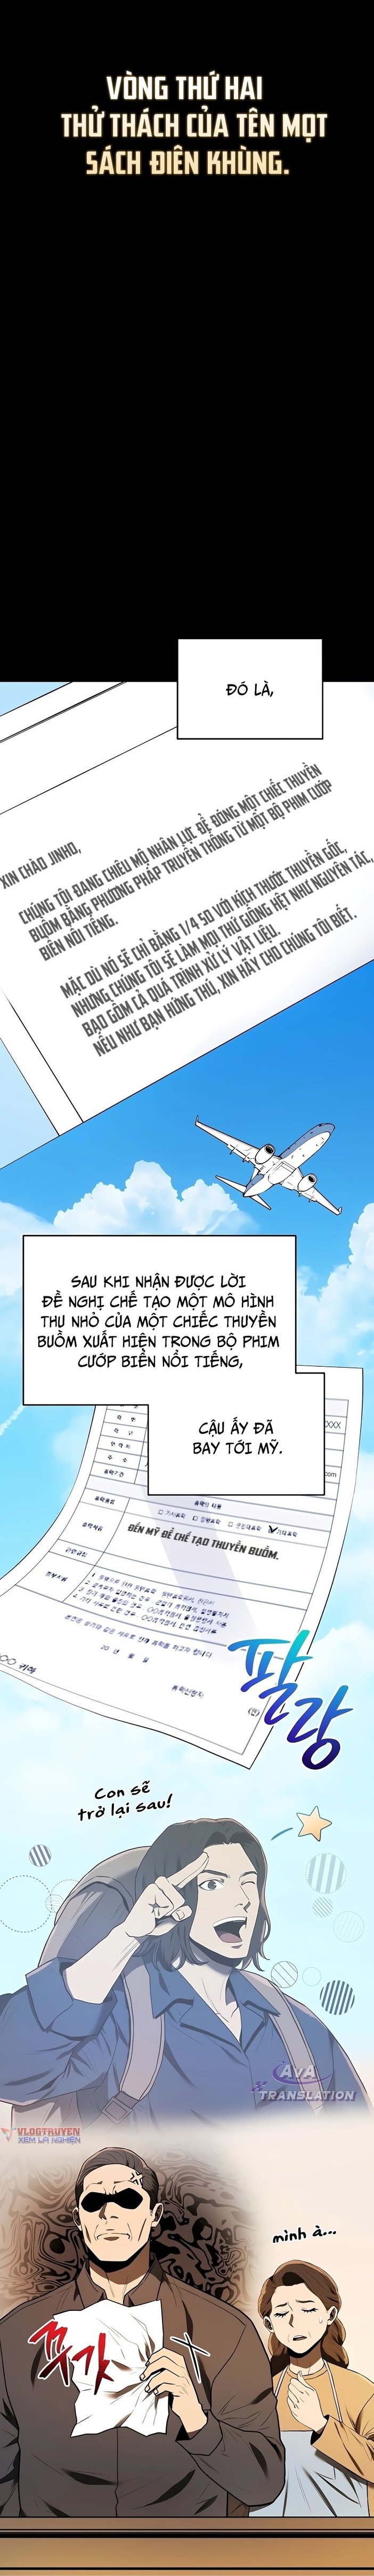 VÒNG THỨ HAI
THỬ THÁCH CỦA TÊN MỌT
SÁCH ĐIÊN KHÙNG.
ĐÓ LÀ,
XIN CHÀO JINHO,
CHÚNG TÔI ĐANG CHIÊU MỘ NHÂN LỰC ĐỂ ĐÓNG MỘT CHIẾC THUYỀN
BUỒM BẰNG PHƯƠNG PHÁP TRUYỀN THỐNG TỪ MỘT BỘ PHIM CƯỚP
BIỂN NỔI TIẾNG.
MẶC DÙ NÓ SẼ CHỈ BẰNG 1/4 SO VỚI KÍCH THƯỚC THUYỀN GỐC,
NHƯNG CHÚNG TÔI SẼ LÀM MỌI THỨ GIỐNG HỆT NHƯ NGUYÊN TÁC,
BAO GỒM CẢ QUÁ TRÌNH XỬ LÝ VẬT LIỆU.
NẾU NHƯ BẠN HỨNG THÚ, XIN HÃY CHO CHÚNG TÔI BIẾT.
SAU KHI NHẬN ĐƯỢC LỜI
ĐỀ NGHỊ CHẾ TẠO MỘT MÔ HÌNH
THU NHỎ CỦA MỘT CHIẾC THUYỀN
BUỒM XUẤT HIỆN TRONG BỘ PHIM
CƯỚP BIỂN NỔI TIẾNG,
CẬU ẤY ĐÃ
BAY TỚI MỸ.
ĐẾN MỸ ĐỂ CHẾ TẠO THUYỀN BUỒM.
팔랑
Con sẽ
trở lại sau!
AVA
TRANSLATION
VLOGTRUYEN
XEM LÀ NGHIỆN
mình à...